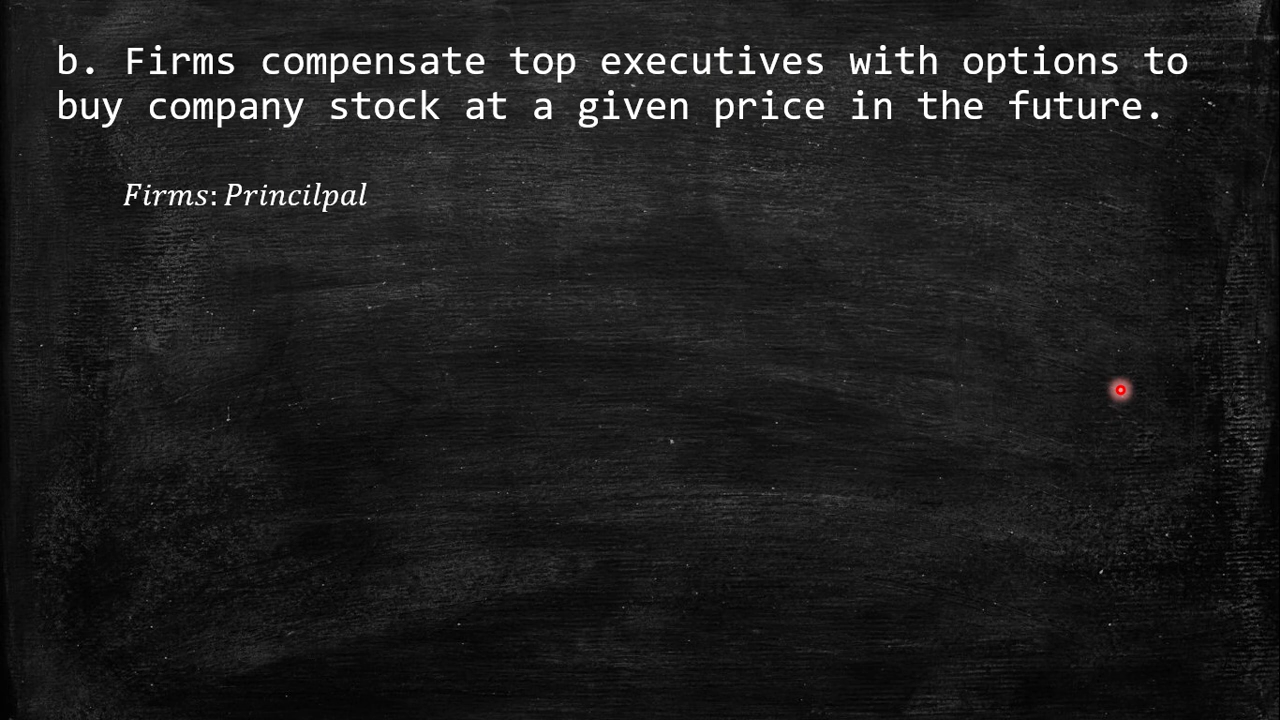 b. Firms compensate top executives with options to
buy company stock at a given price in the future.
Firms: Princilpal